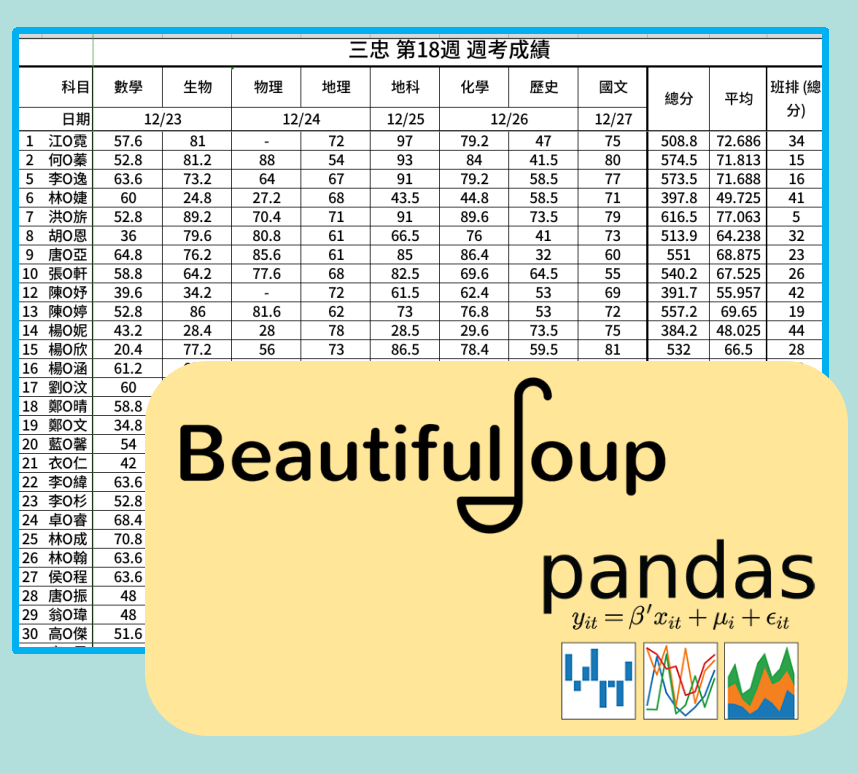 三忠 第18週 週考成績
科目 數學 生物 物理 地理 地科 化學 歷史 國文 總分 平均 班排 (總分)
日期 12/23 12/24 12/25 12/26 12/27
1 江O霓 57.6 81 - 72 97 79.2 47 75 508.8 72.686 34
2 何O蓁 52.8 81.2 88 54 93 84 41.5 80 574.5 71.813 15
5 李O逸 63.6 73.2 64 67 91 79.2 58.5 77 573.5 71.688 16
6 林O婕 60 24.8 27.2 68 43.5 44.8 58.5 71 397.8 49.725 41
7 洪O旂 52.8 89.2 70.4 71 91 89.6 73.5 79 616.5 77.063 5
8 胡O恩 36 79.6 80.8 61 66.5 76 41 73 513.9 64.238 32
9 唐O亞 64.8 76.2 85.6 61 85 86.4 32 60 551 68.875 23
10 張O軒 58.8 64.2 77.6 68 82.5 69.6 64.5 55 540.2 67.525 26
12 陳O妤 39.6 34.2 - 72 61.5 62.4 53 69 391.7 55.957 42
13 陳O婷 52.8 86 81.6 62 73 76.8 53 72 557.2 69.65 19
14 楊O妮 43.2 28.4 28 78 28.5 29.6 73.5 75 384.2 48.025 44
15 楊O欣 20.4 77.2 56 73 86.5 78.4 59.5 81 532 66.5 28
16 楊O涵 61.2
17 劉O汶 60
18 鄭O晴 58.8
19 鄭O文 34.8
20 藍O馨 54
21 衣O仁 42
22 李O緯 63.6
23 李O杉 52.8
24 卓O睿 68.4
25 林O成 70.8
26 林O翰 63.6
27 侯O程 63.6
28 唐O振 48
29 翁O瑋 48
30 高O傑 51.6
BeautifulSoup
pandas
y_{it} = β'x_{it} + μ_i + ϵ_{it}